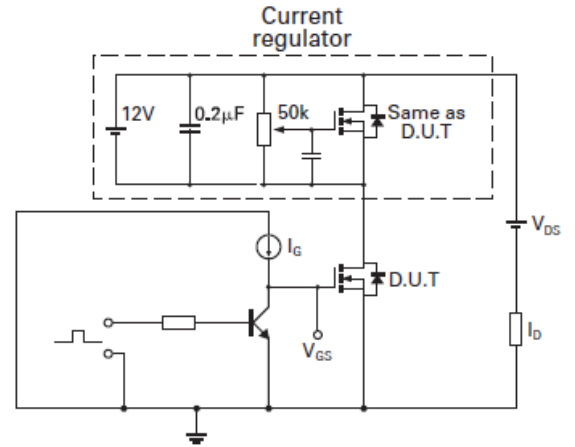 Current
regulator
12V
0.2µF
50k
Same as
D.U.T
I_G
V_DS
D.U.T
V_GS
I_D